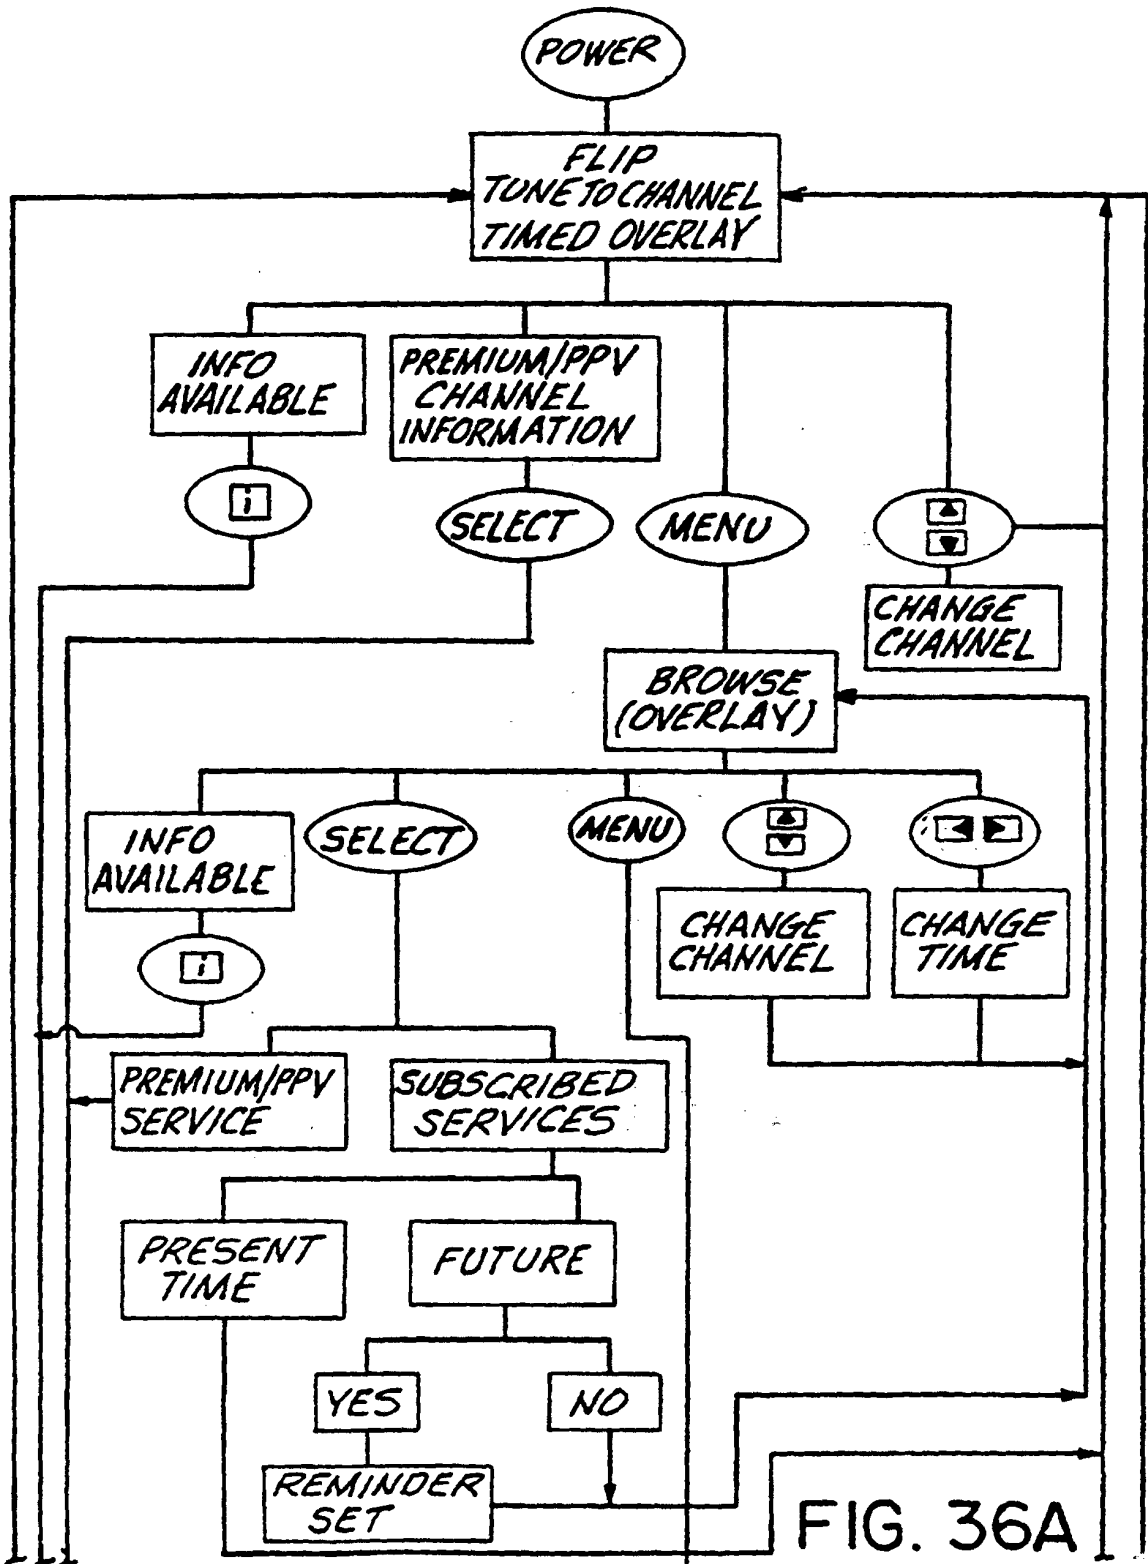 POWER
FLIP
TUNE TO CHANNEL
TIMED OVERLAY
INFO
AVAILABLE
PREMIUM/PPV
CHANNEL
INFORMATION
i
SELECT
MENU
CHANGE
CHANNEL
BROWSE
(OVERLAY)
INFO
AVAILABLE
SELECT
MENU
i
CHANGE
CHANNEL
CHANGE
TIME
PREMIUM/PPV
SERVICE
SUBSCRIBED
SERVICES
PRESENT
TIME
FUTURE
YES
NO
REMINDER
SET
FIG. 36A